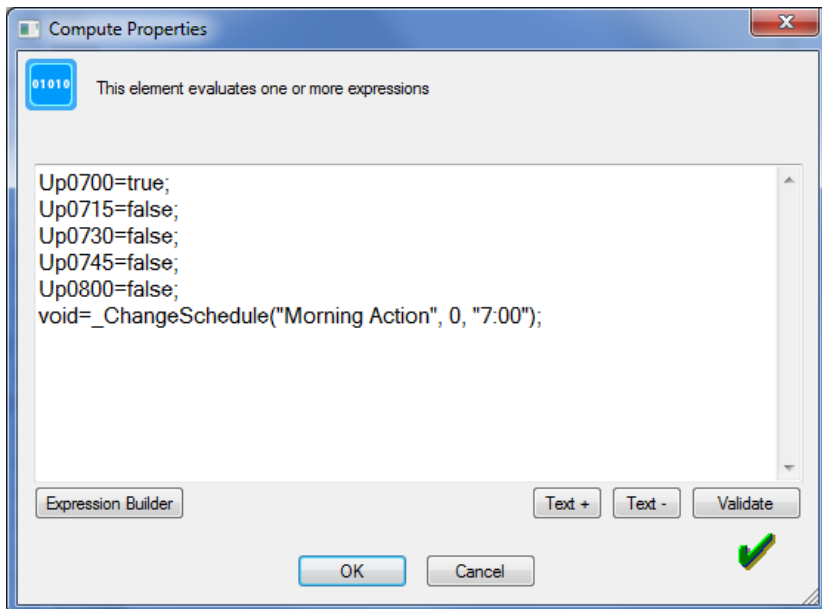 Compute Properties
01010
This element evaluates one or more expressions
Up0700=true;
Up0715=false;
Up0730=false;
Up0745=false;
Up0800=false;
void=_ChangeSchedule("Morning Action", 0, "7:00");
Expression Builder
Text +
Text -
Validate
OK
Cancel